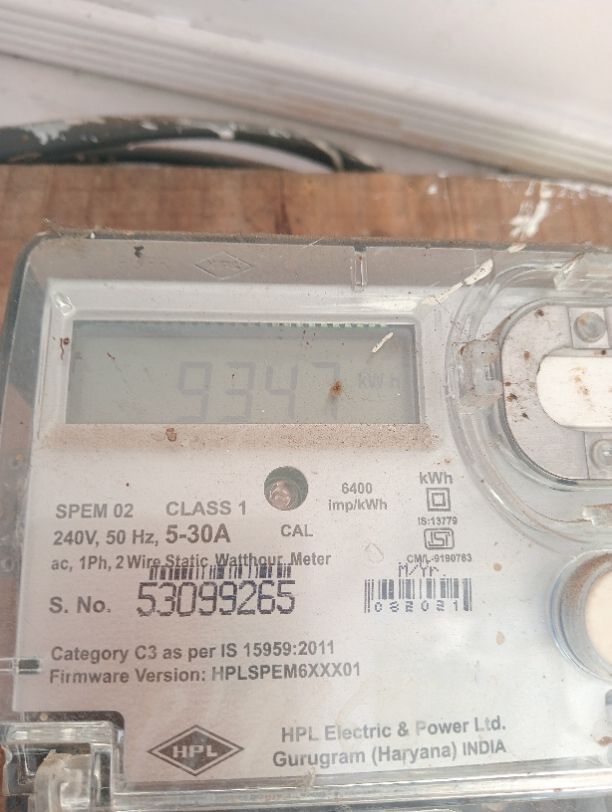 9347 kWh
SPEM 02 CLASS 1
240V, 50 Hz, 5-30A
ac, 1Ph, 2 Wire Static Watthour Meter
CAL
6400
imp/kWh
kWh
IS:13779
ISI
CM/L-9190763
M/Yr.
082021
S. No. 53099265
Category C3 as per IS 15959:2011
Firmware Version: HPLSPEM6XXX01
HPL
HPL Electric & Power Ltd.
Gurugram (Haryana) INDIA